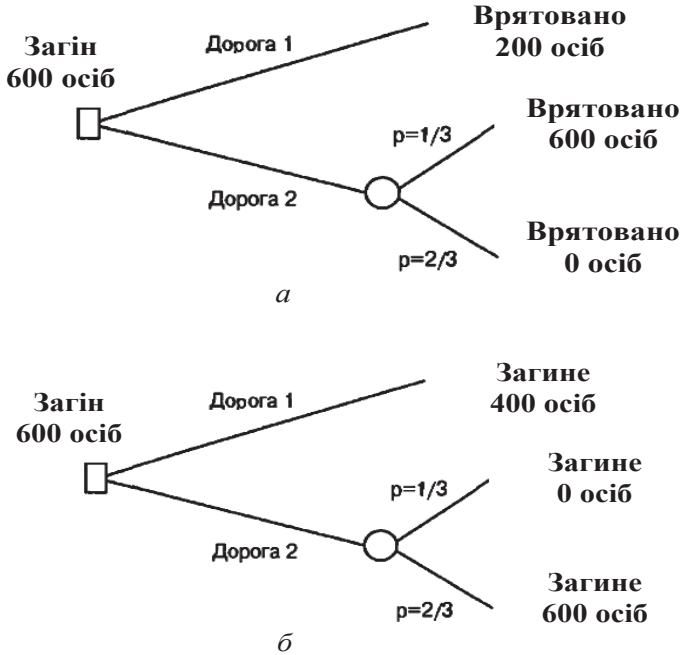 Загін
600 осіб
Дорога 1
Врятовано
200 осіб
p=1/3
Врятовано
600 осіб
Дорога 2
p=2/3
Врятовано
0 осіб
а
Загін
600 осіб
Дорога 1
Загине
400 осіб
p=1/3
Загине
0 осіб
Дорога 2
p=2/3
Загине
600 осіб
б